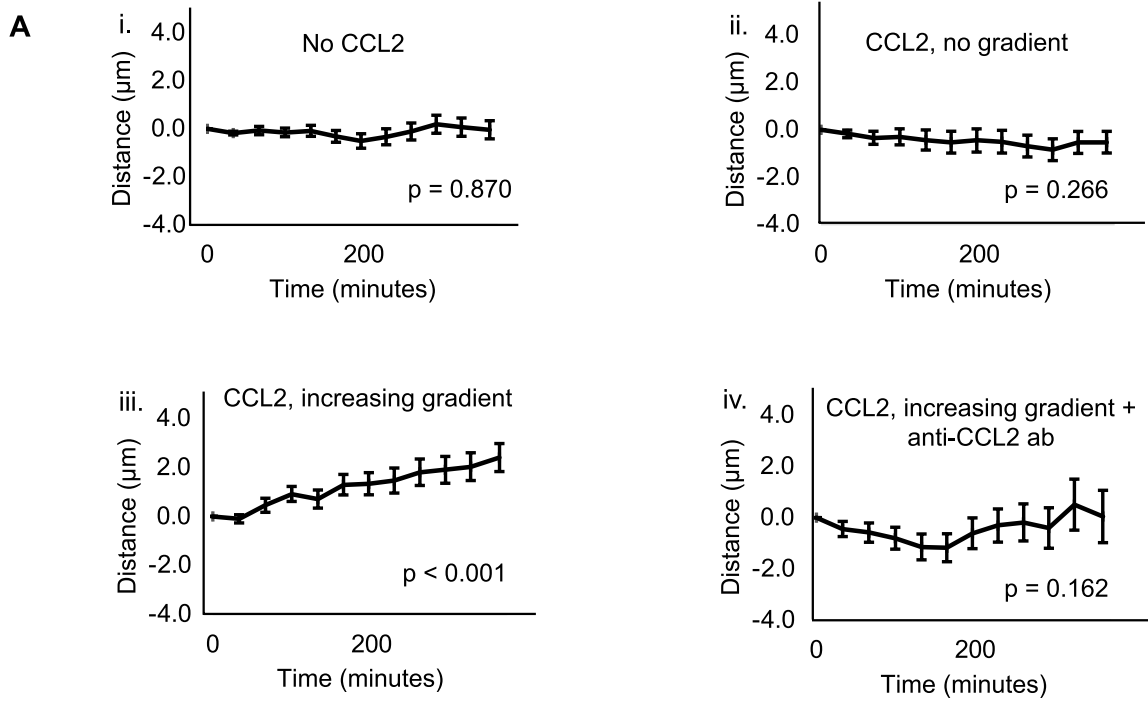 A
i.
No CCL2
4.0
2.0
0.0
-2.0
-4.0
Distance (µm)
p = 0.870
0
200
Time (minutes)
ii.
CCL2, no gradient
4.0
2.0
0.0
-2.0
-4.0
Distance (µm)
p = 0.266
0
200
Time (minutes)
iii.
CCL2, increasing gradient
4.0
2.0
0.0
-2.0
-4.0
Distance (µm)
p < 0.001
0
200
Time (minutes)
iv.
CCL2, increasing gradient +
anti-CCL2 ab
4.0
2.0
0.0
-2.0
-4.0
Distance (µm)
p = 0.162
0
200
Time (minutes)